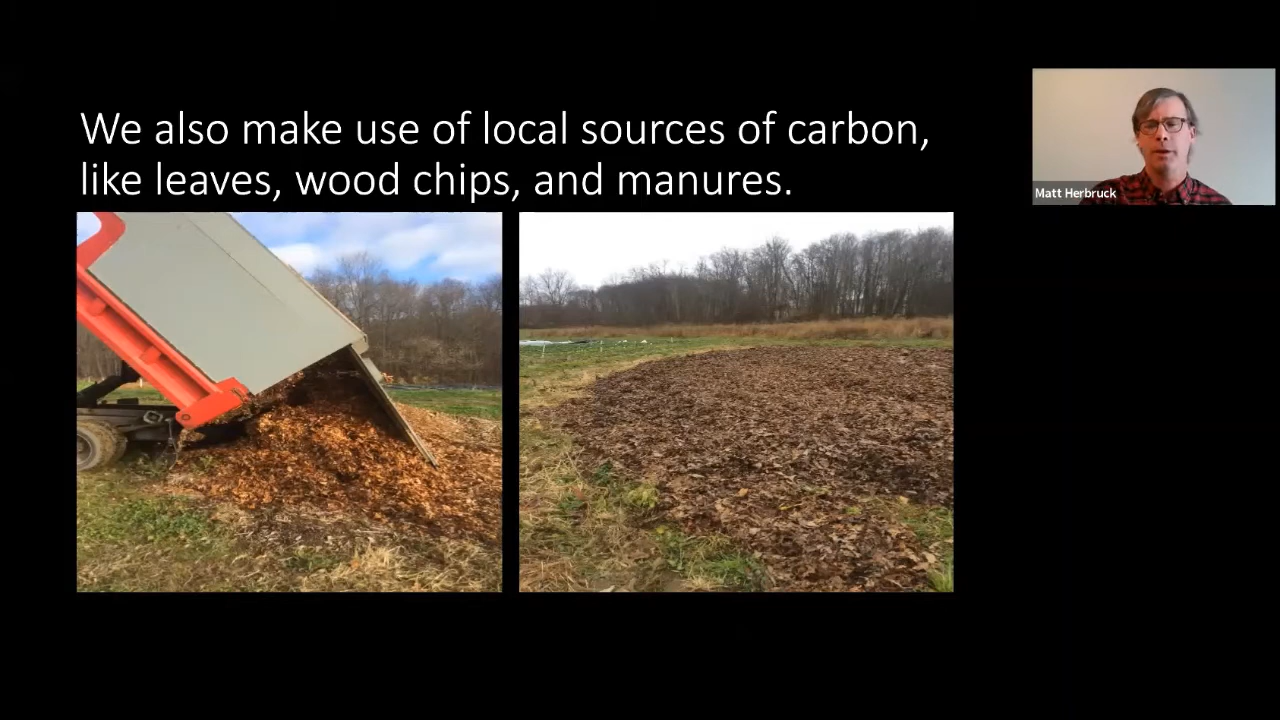 We also make use of local sources of carbon,
like leaves, wood chips, and manures.
Matt Herbruck